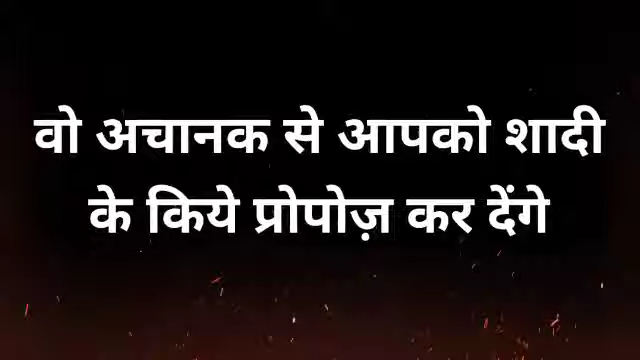 वो अचानक से आपको शादी
के किये प्रोपोज़ कर देंगे